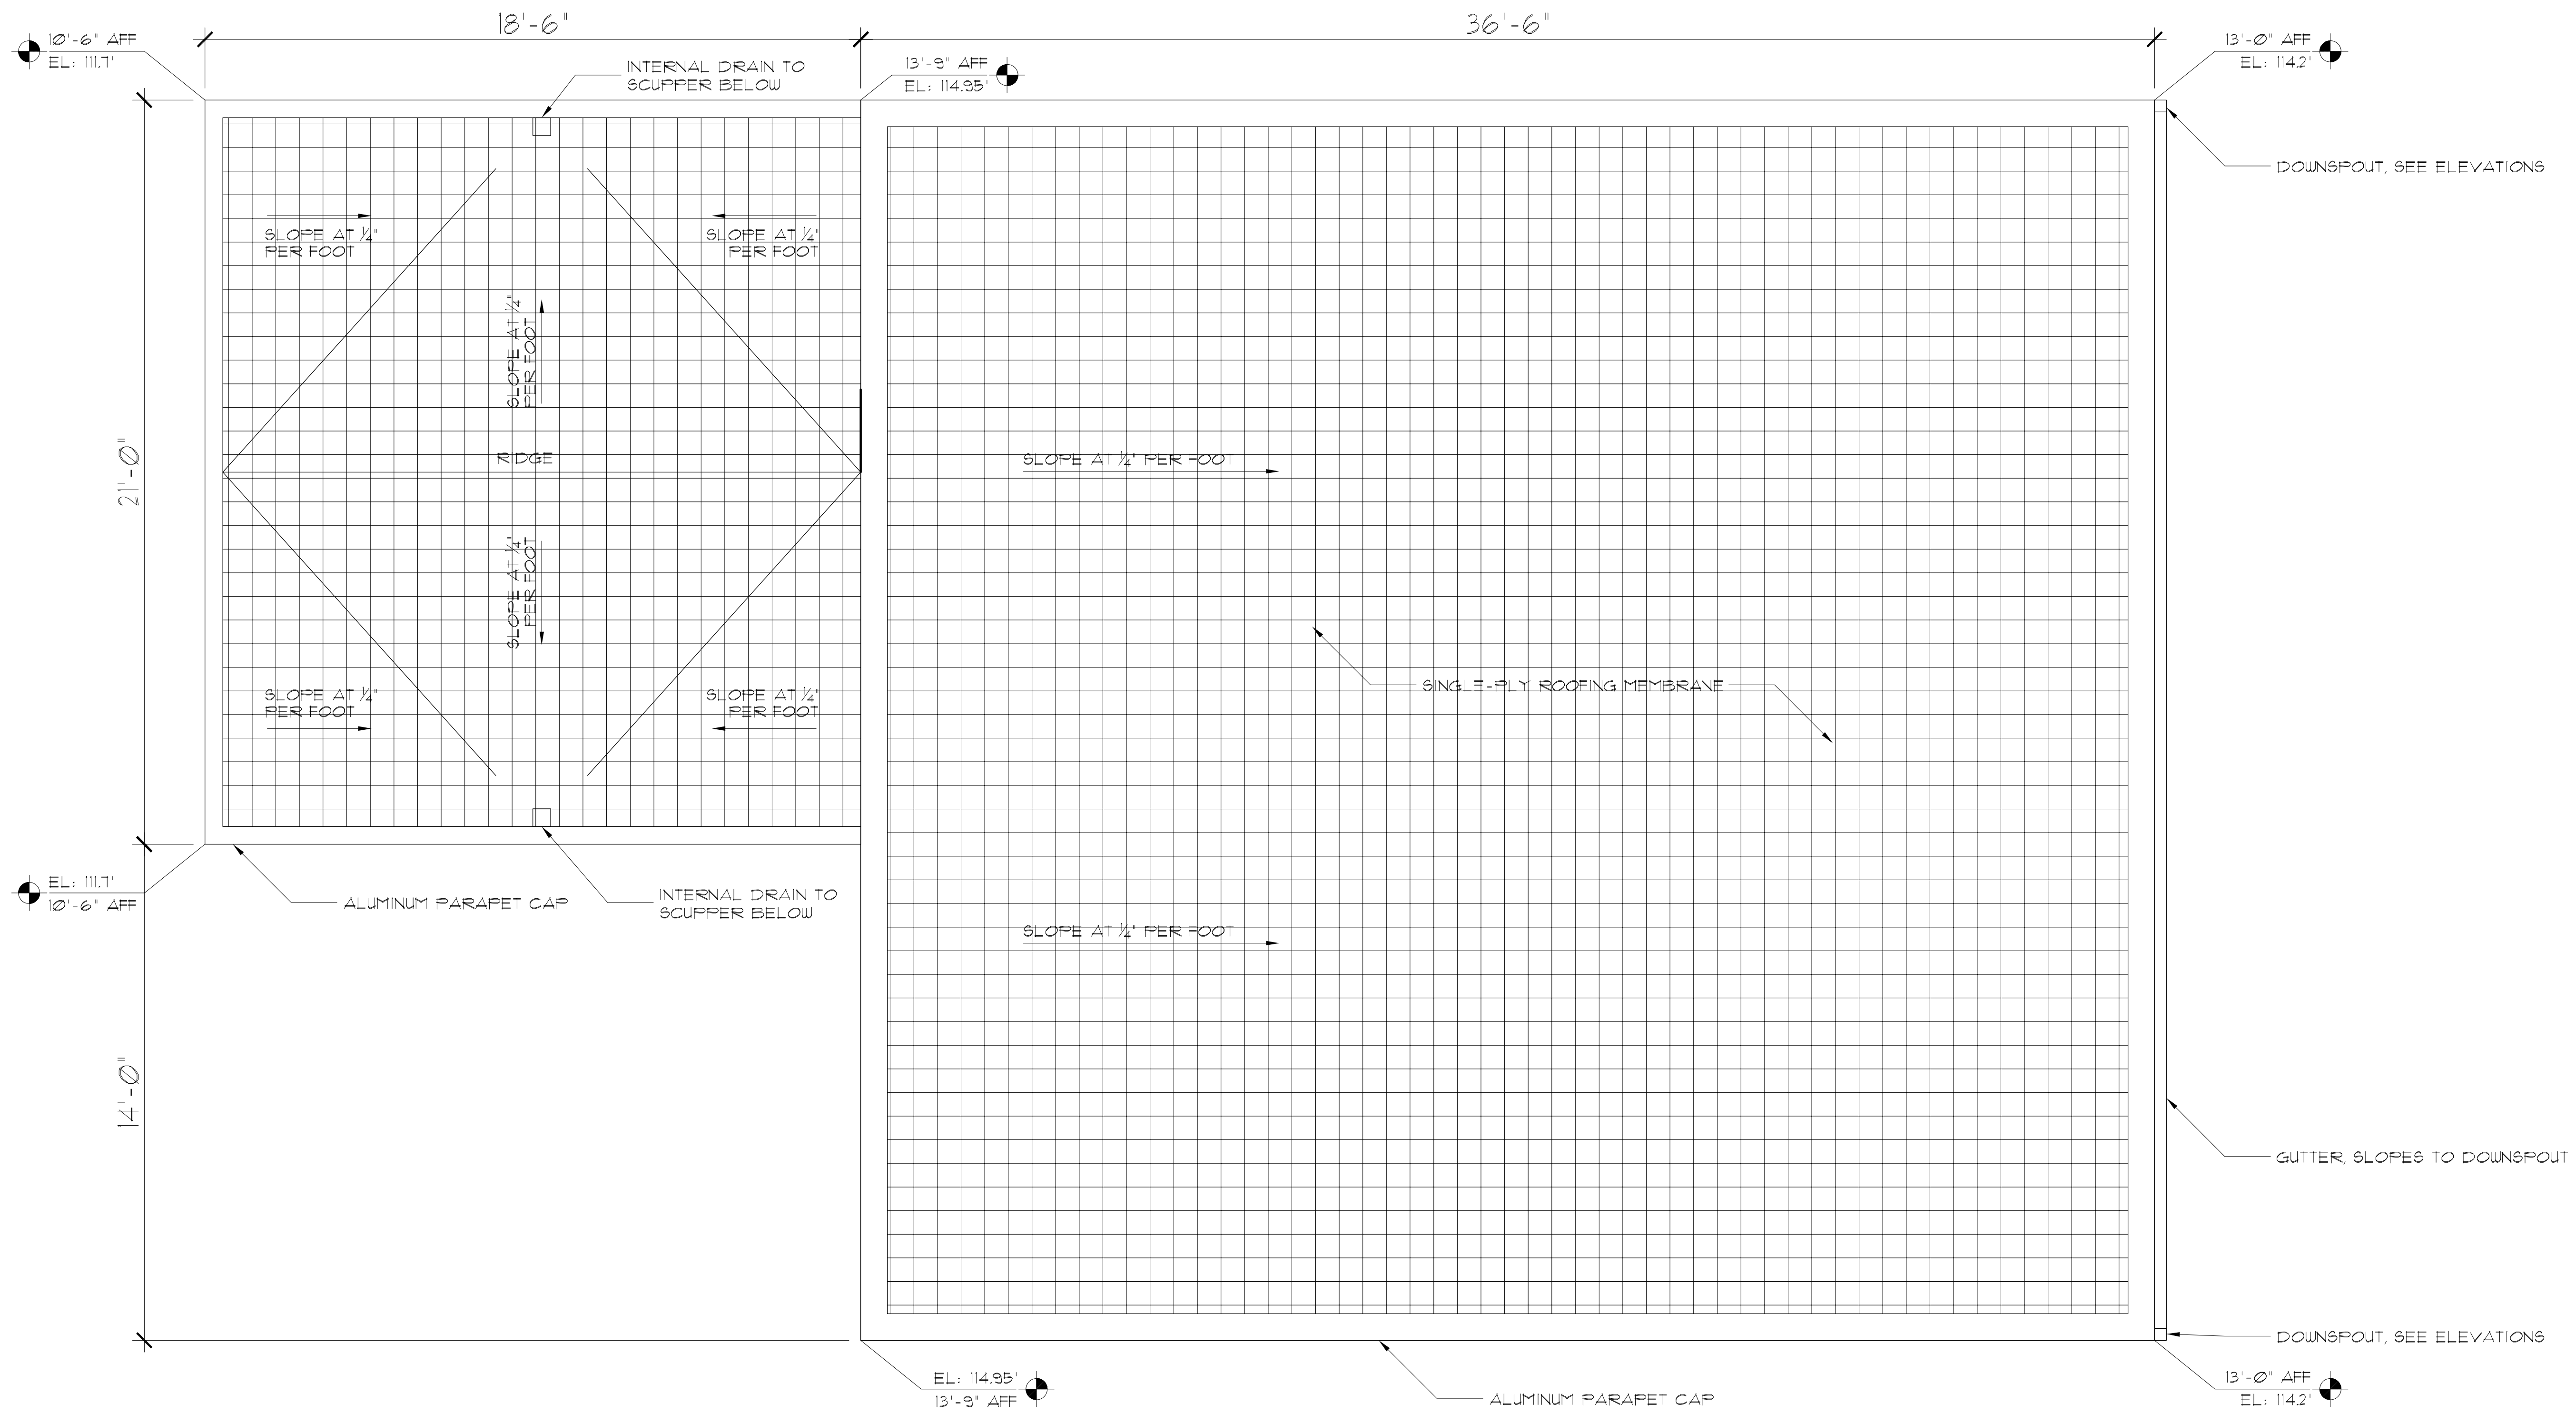 18'-6"
36'-6"
10'-6" AFF
EL: 111.7'
INTERNAL DRAIN TO
SCUPPER BELOW
13'-9" AFF
EL: 114.95'
13'-0" AFF
EL: 114.2'
DOWNSPOUT, SEE ELEVATIONS
SLOPE AT 1/4"
PER FOOT
SLOPE AT 1/4"
PER FOOT
SLOPE AT 1/4"
PER FOOT
RIDGE
SLOPE AT 1/4" PER FOOT
21'-0"
SLOPE AT 1/4"
PER FOOT
SLOPE AT 1/4"
PER FOOT
SLOPE AT 1/4"
PER FOOT
SINGLE-PLY ROOFING MEMBRANE
EL: 111.7'
10'-6" AFF
ALUMINUM PARAPET CAP
INTERNAL DRAIN TO
SCUPPER BELOW
SLOPE AT 1/4" PER FOOT
14'-0"
GUTTER, SLOPES TO DOWNSPOUT
DOWNSPOUT, SEE ELEVATIONS
EL: 114.95'
13'-9" AFF
ALUMINUM PARAPET CAP
13'-0" AFF
EL: 114.2'